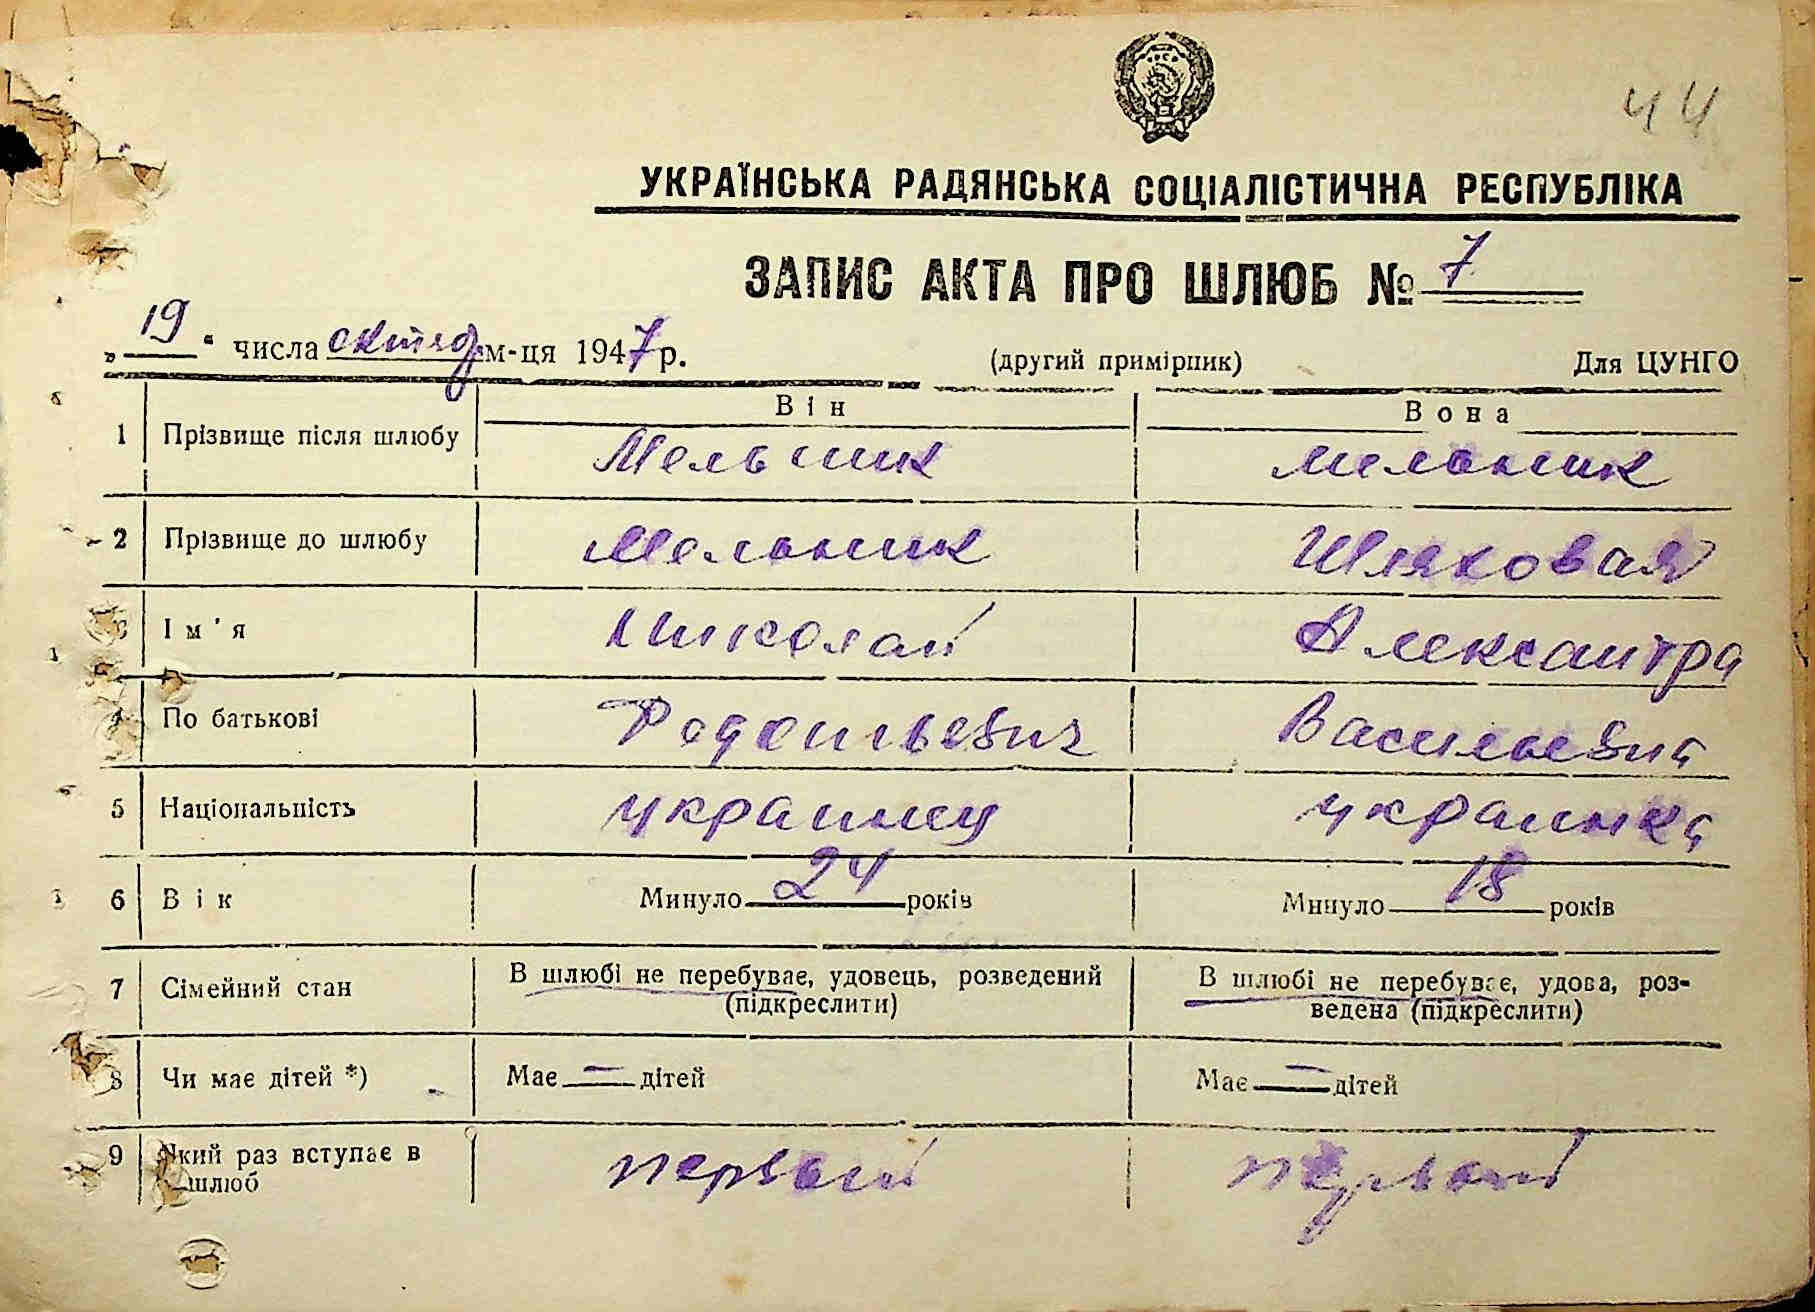 44
УКРАЇНСЬКА РАДЯНСЬКА СОЦІАЛІСТИЧНА РЕСПУБЛІКА
ЗАПИС АКТА ПРО ШЛЮБ № 7
„19“ числа октяб м-ця 1947 р. (другий примірник) Для ЦУНГО
Він Вона
1 Прізвище після шлюбу Мельник Мельник
2 Прізвище до шлюбу Мельник Шляховая
3 Ім'я Николай Александра
4 По батькові Васильевна
5 Національність украинец украинка
6 Вік Минуло 24 років Минуло 18 років
7 Сімейний стан В шлюбі не перебуває, удовець, розведений (підкреслити) В шлюбі не перебуває, удова, роз-
ведена (підкреслити)
8 Чи має дітей *) Має — дітей Має — дітей
9 Який раз вступає в шлюб первый первый